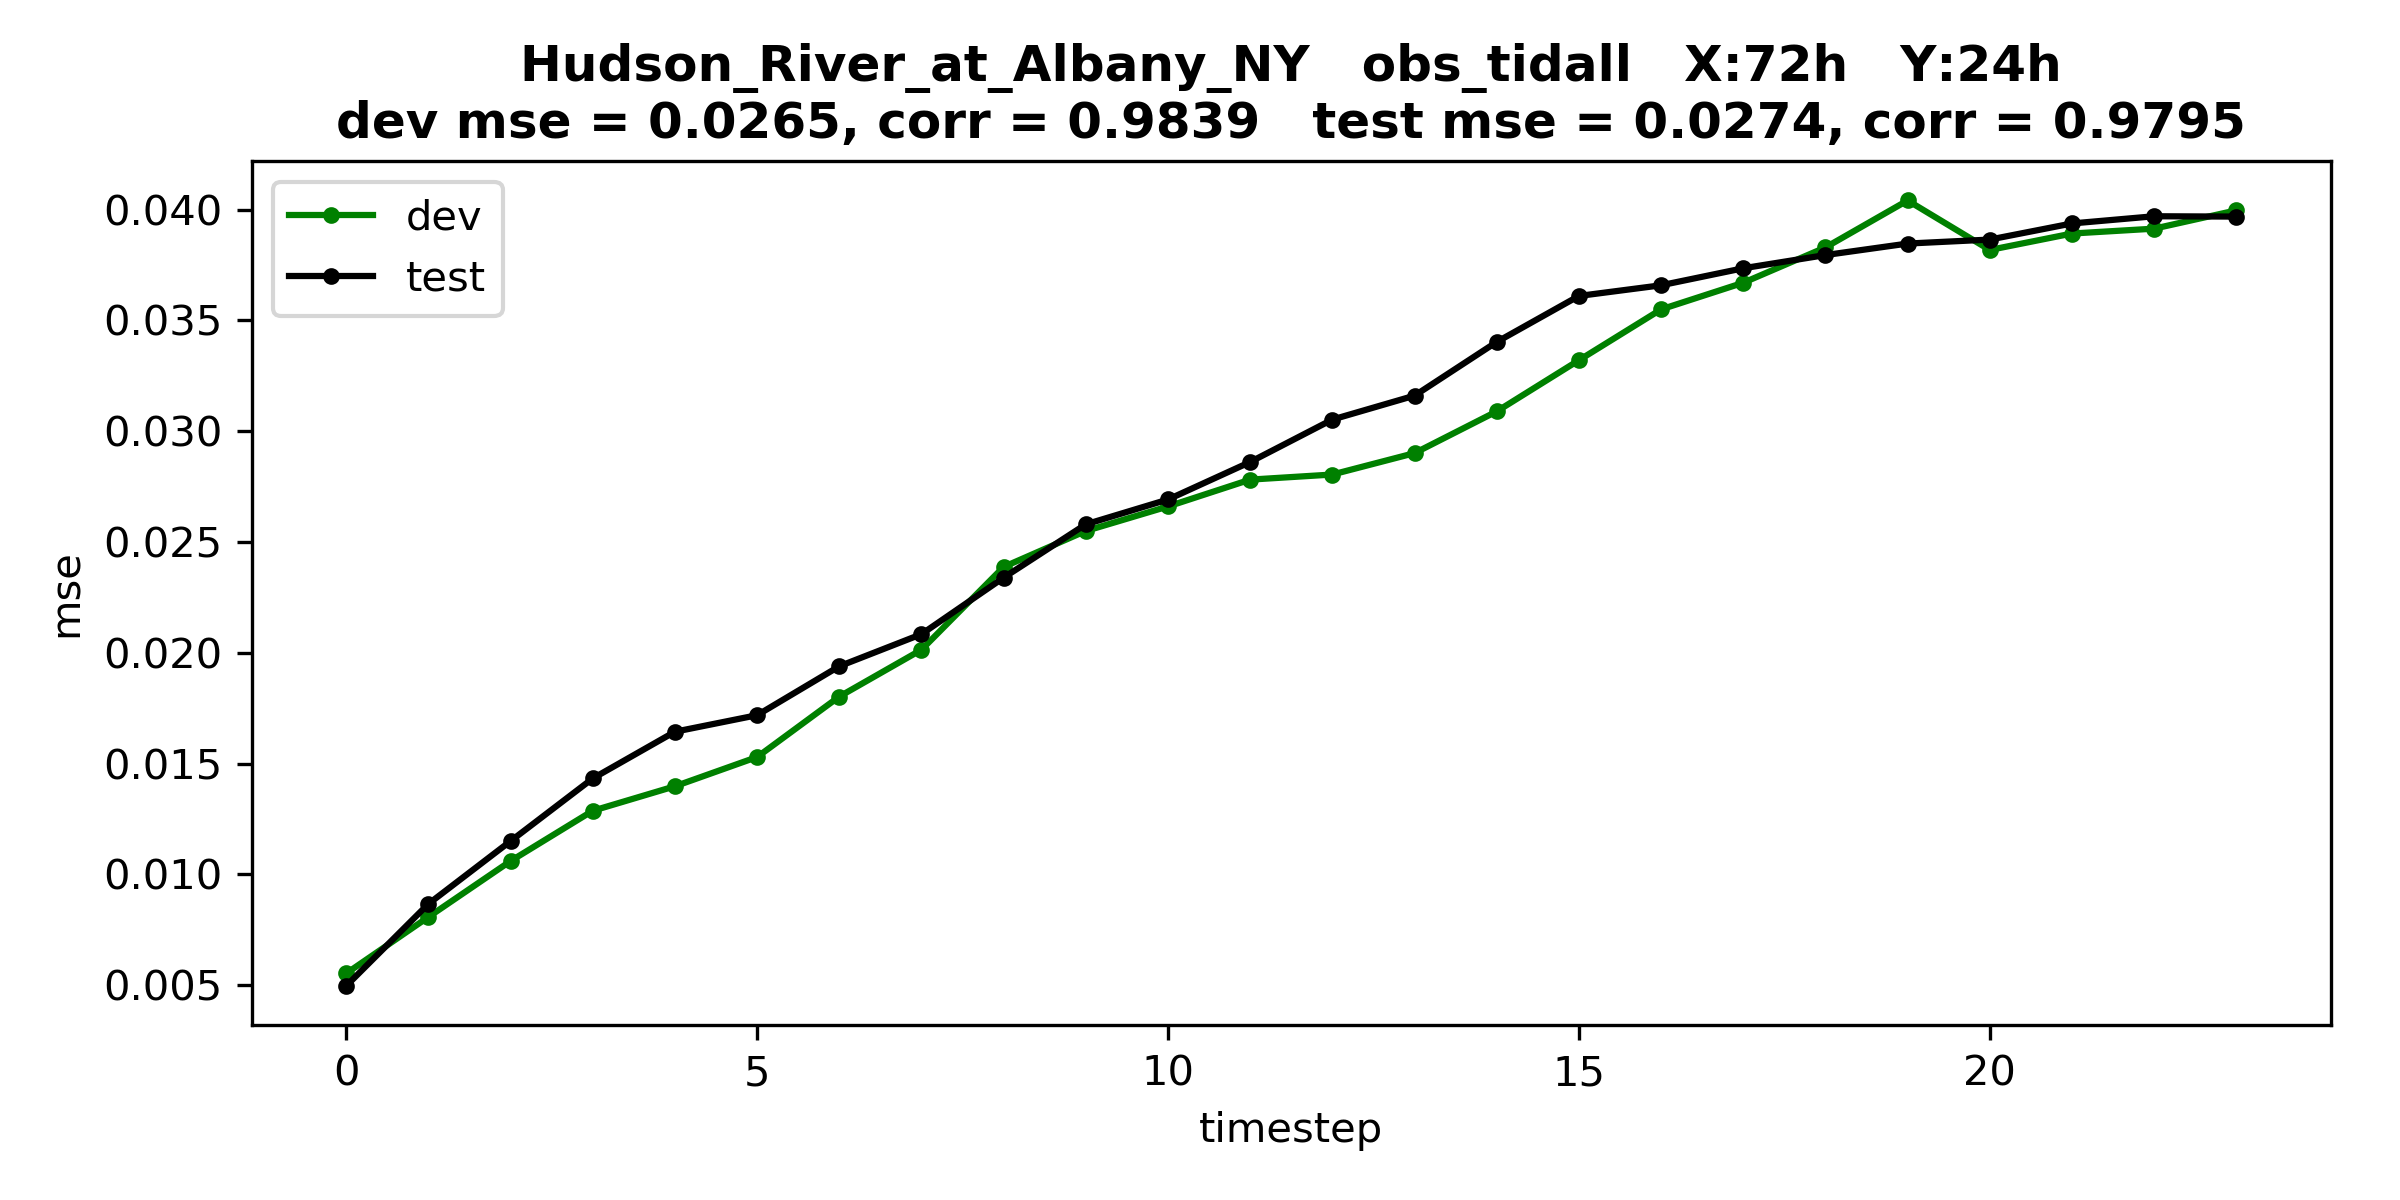 Hudson_River_at_Albany_NY   obs_tidall   X:72h   Y:24h
dev mse = 0.0265, corr = 0.9839   test mse = 0.0274, corr = 0.9795
dev
test
0.040
0.035
0.030
0.025
0.020
0.015
0.010
0.005
mse
0 5 10 15 20
timestep